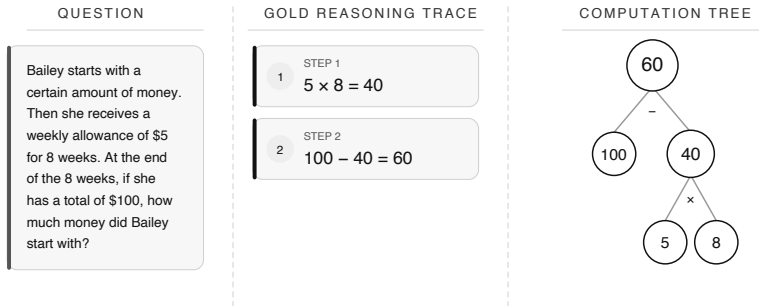 QUESTION
Bailey starts with a
certain amount of money.
Then she receives a
weekly allowance of $5
for 8 weeks. At the end
of the 8 weeks, if she
has a total of $100, how
much money did Bailey
start with?
GOLD REASONING TRACE
1
STEP 1
5 × 8 = 40
2
STEP 2
100 − 40 = 60
COMPUTATION TREE
60
−
100
40
×
5
8